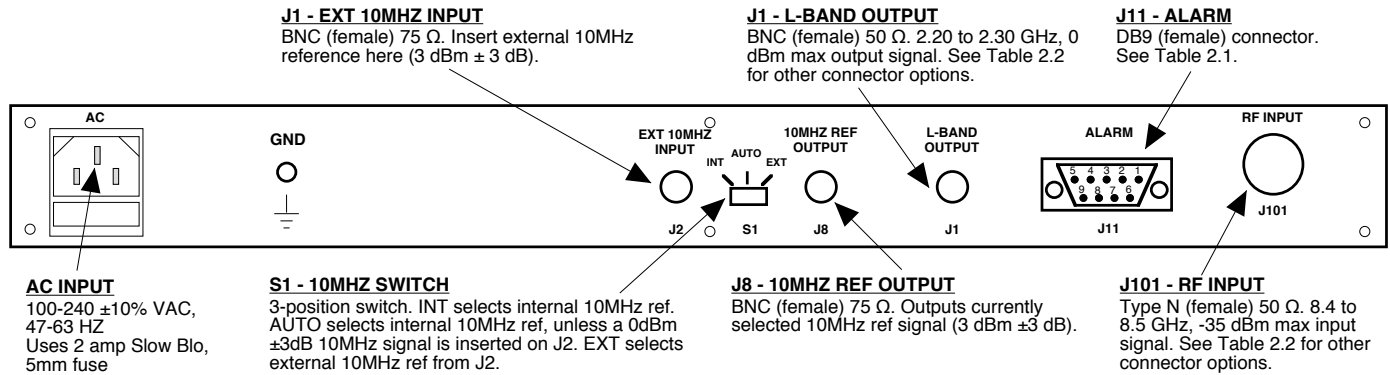 J1 - EXT 10MHZ INPUT
BNC (female) 75 Ω. Insert external 10MHz
reference here (3 dBm ± 3 dB).
J1 - L-BAND OUTPUT
BNC (female) 50 Ω. 2.20 to 2.30 GHz, 0
dBm max output signal. See Table 2.2
for other connector options.
J11 - ALARM
DB9 (female) connector.
See Table 2.1.
AC
GND
EXT 10MHZ
INPUT
J2
INT
AUTO
EXT
S1
10MHZ REF
OUTPUT
J8
L-BAND
OUTPUT
J1
ALARM
5 4 3 2 1
9 8 7 6
J11
RF INPUT
J101
AC INPUT
100-240 ±10% VAC,
47-63 HZ
Uses 2 amp Slow Blo,
5mm fuse
S1 - 10MHZ SWITCH
3-position switch. INT selects internal 10MHz ref.
AUTO selects internal 10MHz ref, unless a 0dBm
±3dB 10MHz signal is inserted on J2. EXT selects
external 10MHz ref from J2.
J8 - 10MHZ REF OUTPUT
BNC (female) 75 Ω. Outputs currently
selected 10MHz ref signal (3 dBm ±3 dB).
J101 - RF INPUT
Type N (female) 50 Ω. 8.4 to
8.5 GHz, -35 dBm max input
signal. See Table 2.2 for other
connector options.